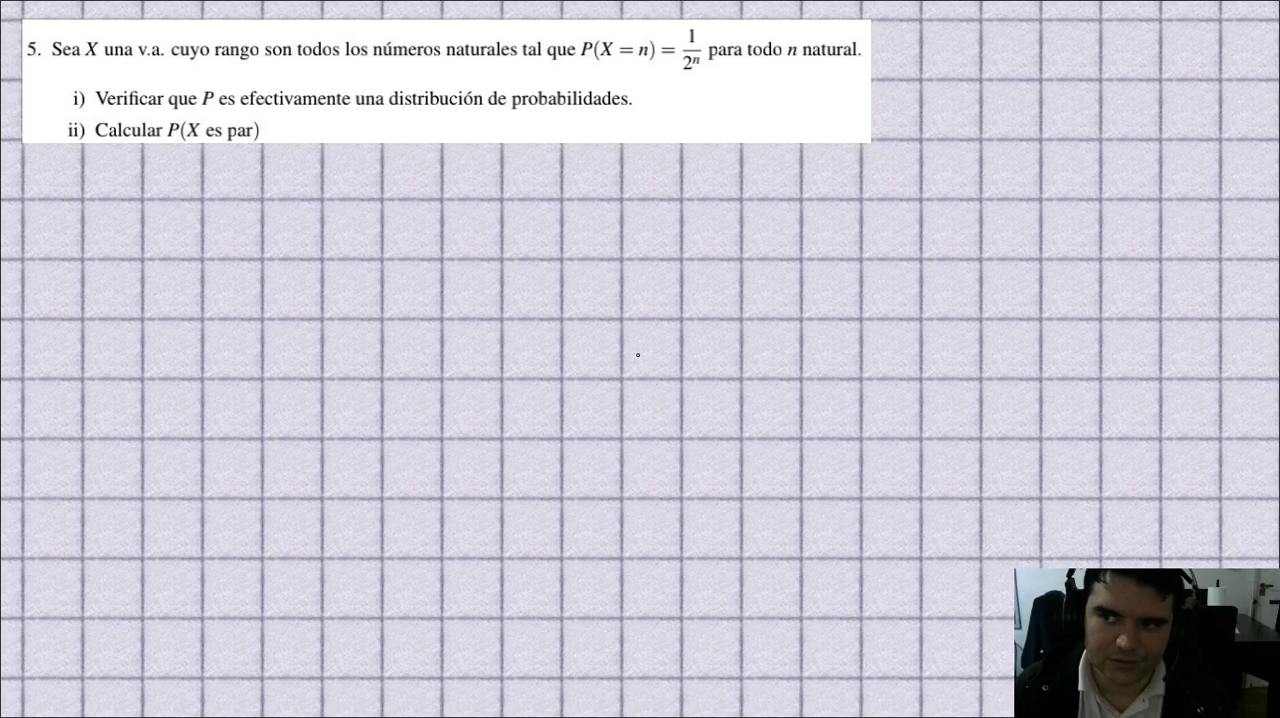 5. Sea X una v.a. cuyo rango son todos los números naturales tal que P(X = n) = 1/2ⁿ para todo n natural.
i) Verificar que P es efectivamente una distribución de probabilidades.
ii) Calcular P(X es par)